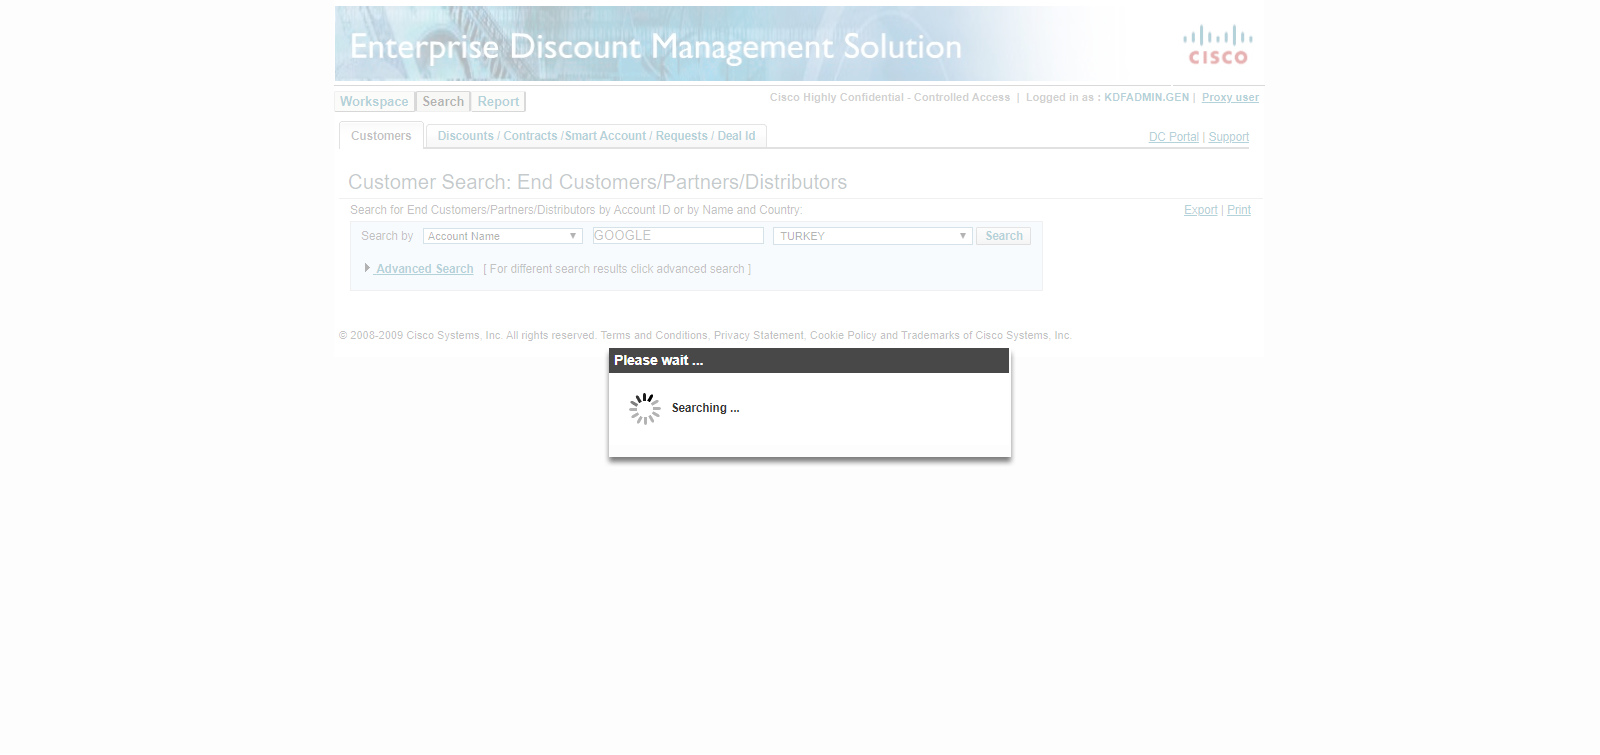 Enterprise Discount Management Solution
CISCO
Workspace Search Report
Cisco Highly Confidential - Controlled Access | Logged in as : KDFADMIN.GEN | Proxy user
Customers Discounts / Contracts /Smart Account / Requests / Deal Id
DC Portal | Support
Customer Search: End Customers/Partners/Distributors
Search for End Customers/Partners/Distributors by Account ID or by Name and Country:
Export | Print
Search by Account Name GOOGLE TURKEY Search
Advanced Search [ For different search results click advanced search ]
© 2008-2009 Cisco Systems, Inc. All rights reserved. Terms and Conditions, Privacy Statement, Cookie Policy and Trademarks of Cisco Systems, Inc.
Please wait ...
Searching ...